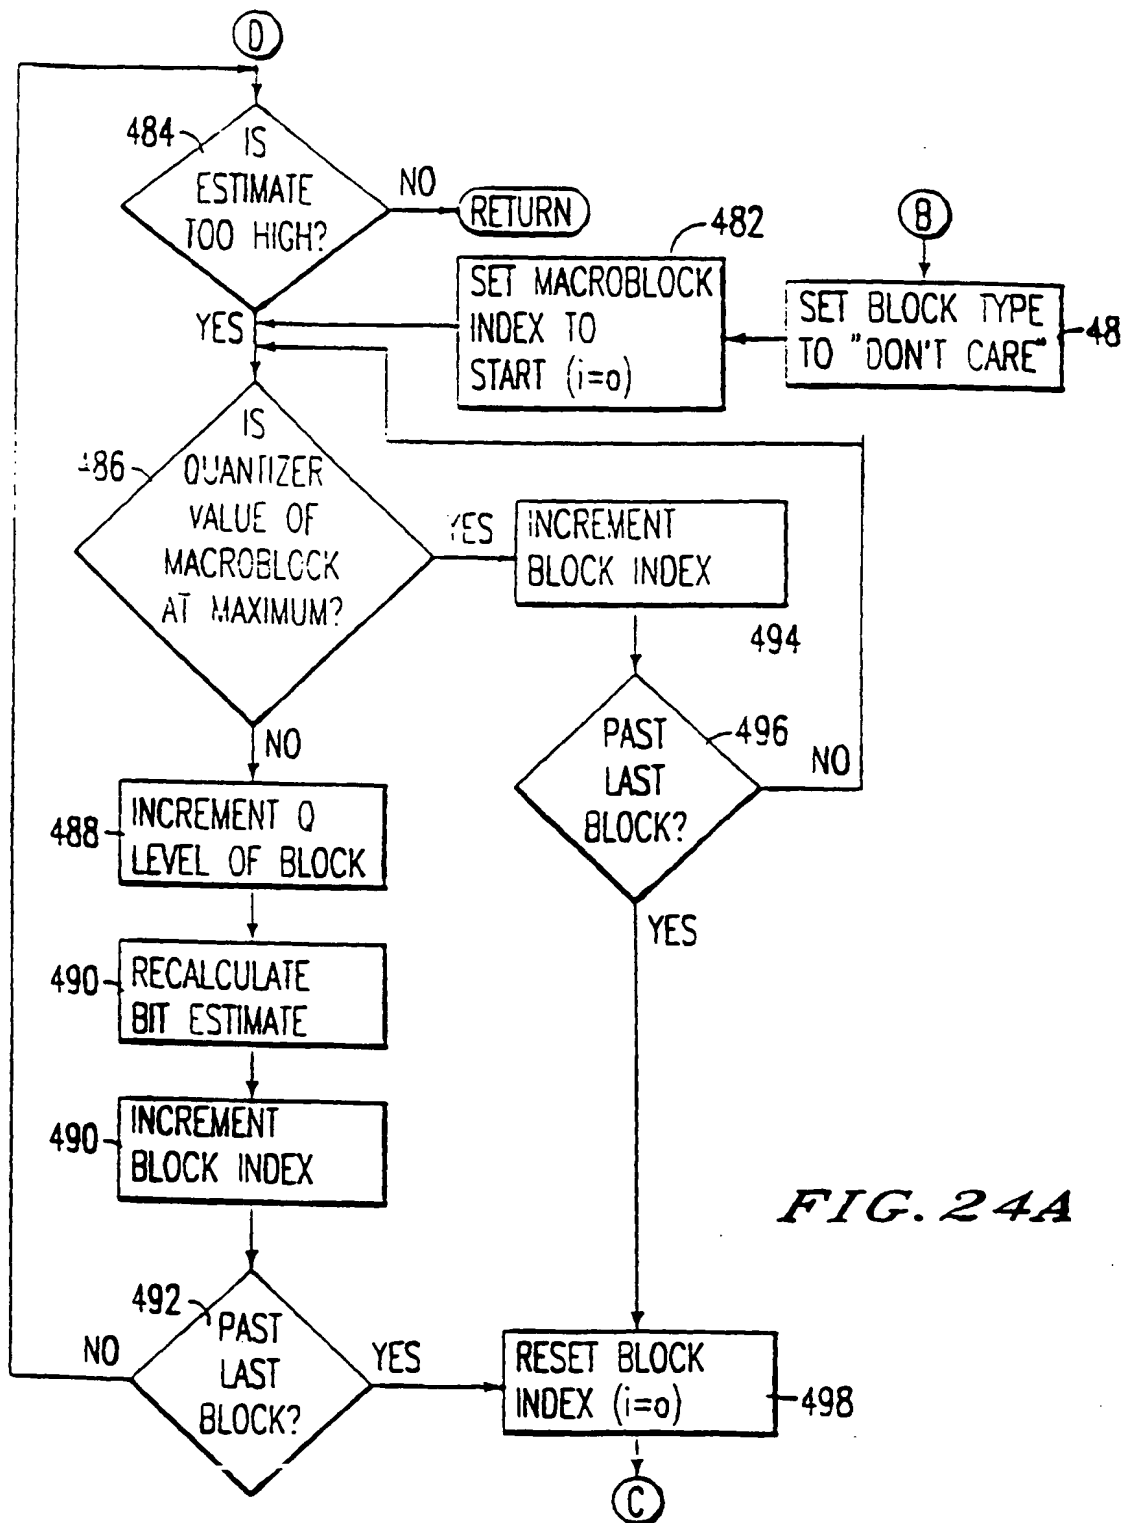 D
484
IS
ESTIMATE
TOO HIGH?
NO
RETURN
YES
B
482
SET MACROBLOCK
INDEX TO
START (i=o)
SET BLOCK TYPE
TO "DON'T CARE"
48
486
IS
QUANTIZER
VALUE OF
MACROBLOCK
AT MAXIMUM?
YES
INCREMENT
BLOCK INDEX
494
NO
PAST
LAST
BLOCK?
496
NO
YES
488
INCREMENT Q
LEVEL OF BLOCK
490
RECALCULATE
BIT ESTIMATE
490
INCREMENT
BLOCK INDEX
FIG. 24A
492
PAST
LAST
BLOCK?
NO
YES
RESET BLOCK
INDEX (i=o)
498
C